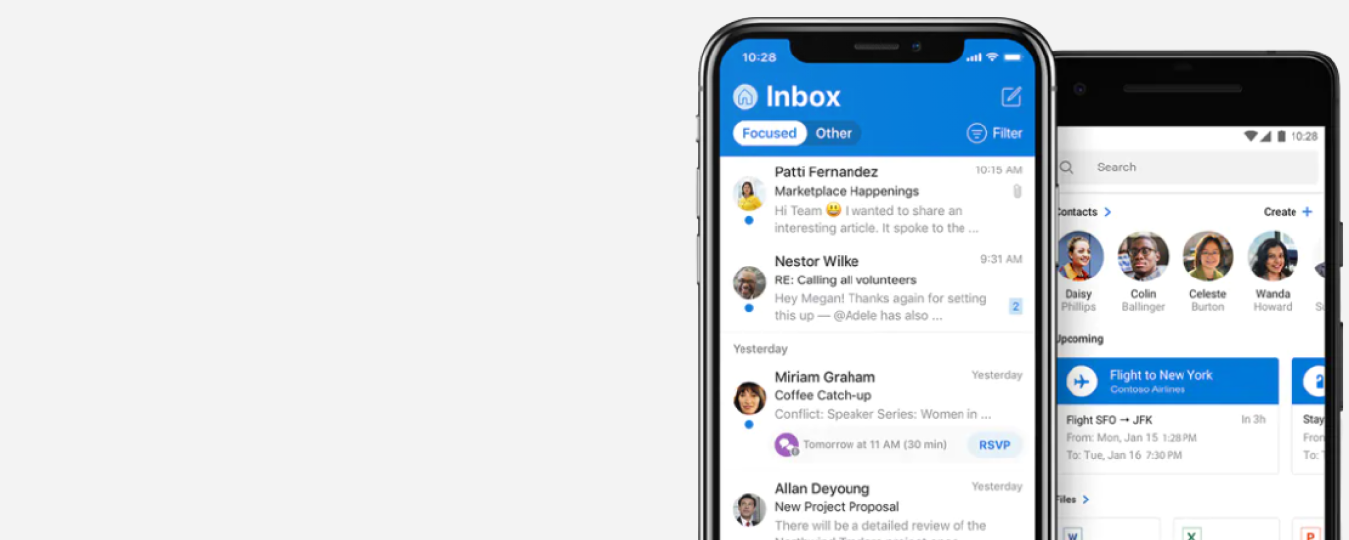 10:28
Inbox
Focused Other Filter
Patti Fernandez 10:15 AM
Marketplace Happenings
Hi Team 😃 I wanted to share an
interesting article. It spoke to the ...
Nestor Wilke 9:31 AM
RE: Calling all volunteers
Hey Megan! Thanks again for setting
this up — @Adele has also ... 2
Yesterday
Miriam Graham Yesterday
Coffee Catch-up
Conflict: Speaker Series: Women in ...
Tomorrow at 11 AM (30 min) RSVP
Allan Deyoung Yesterday
New Project Proposal
There will be a detailed review of the
10:28
Search
Contacts Create +
Daisy Colin Celeste Wanda
Phillips Ballinger Burton Howard
Upcoming
Flight to New York
Contoso Airlines
Flight SFO → JFK In 3h Stay
From: Mon, Jan 15 1:28 PM
To: Tue, Jan 16 7:30 PM To:
Files
W X P